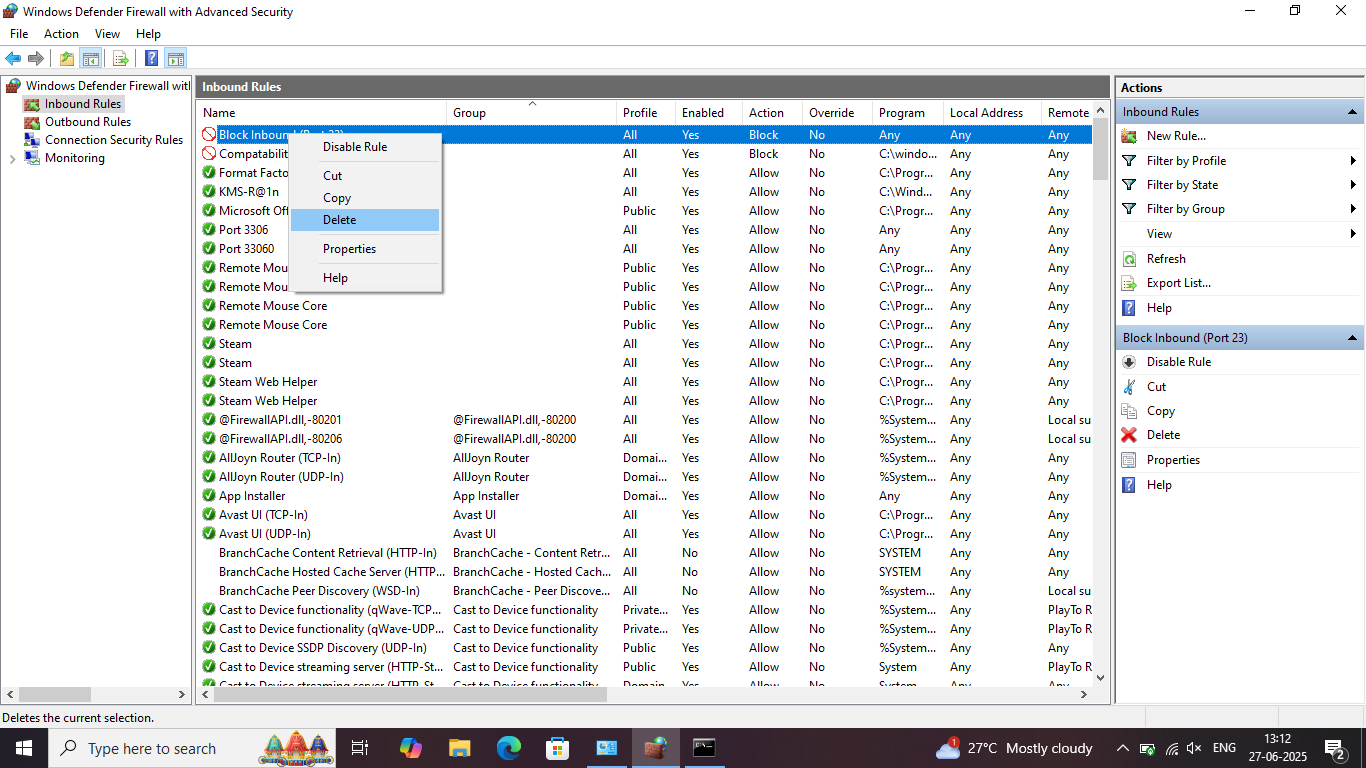 Windows Defender Firewall with Advanced Security
File Action View Help
Windows Defender Firewall wit
Inbound Rules
Outbound Rules
Connection Security Rules
Monitoring
Inbound Rules
Name Group Profile Enabled Action Override Program Local Address Remote
Block Inbound (Port 23) All Yes Block No Any Any Any
Compatabilit All Yes Block No C:\windo... Any Any
Format Facto All Yes Allow No C:\Progr... Any Any
KMS-R@1n All Yes Allow No C:\Wind... Any Any
Microsoft Off Public Yes Allow No C:\Progr... Any Any
Port 3306 All Yes Allow No Any Any Any
Port 33060 All Yes Allow No Any Any Any
Remote Mou Public Yes Allow No C:\Progr... Any Any
Remote Mou Public Yes Allow No C:\Progr... Any Any
Remote Mouse Core Public Yes Allow No C:\Progr... Any Any
Remote Mouse Core Public Yes Allow No C:\Progr... Any Any
Steam All Yes Allow No C:\Progr... Any Any
Steam All Yes Allow No C:\Progr... Any Any
Steam Web Helper All Yes Allow No C:\Progr... Any Any
Steam Web Helper All Yes Allow No C:\Progr... Any Any
@FirewallAPI.dll,-80201 @FirewallAPI.dll,-80200 All Yes Allow No %System... Any Local su
@FirewallAPI.dll,-80206 @FirewallAPI.dll,-80200 All Yes Allow No %System... Any Local su
AllJoyn Router (TCP-In) AllJoyn Router Domai... Yes Allow No %System... Any Any
AllJoyn Router (UDP-In) AllJoyn Router Domai... Yes Allow No %System... Any Any
App Installer App Installer Domai... Yes Allow No Any Any Any
Avast UI (TCP-In) Avast UI All Yes Allow No C:\Progr... Any Any
Avast UI (UDP-In) Avast UI All Yes Allow No C:\Progr... Any Any
BranchCache Content Retrieval (HTTP-In) BranchCache - Content Retr... All No Allow No SYSTEM Any Any
BranchCache Hosted Cache Server (HTTP... BranchCache - Hosted Cach... All No Allow No SYSTEM Any Any
BranchCache Peer Discovery (WSD-In) BranchCache - Peer Discove... All No Allow No %system... Any Local su
Cast to Device functionality (qWave-TCP... Cast to Device functionality Private... Yes Allow No %System... Any PlayTo R
Cast to Device functionality (qWave-UDP... Cast to Device functionality Private... Yes Allow No %System... Any PlayTo R
Cast to Device SSDP Discovery (UDP-In) Cast to Device functionality Public Yes Allow No %System... Any Any
Cast to Device streaming server (HTTP-St... Cast to Device functionality Public Yes Allow No System Any PlayTo R
Cast to Device streaming server (HTTP-St... Cast to Device functionality Domain Yes Allow No System Any Any
Disable Rule
Cut
Copy
Delete
Properties
Help
Actions
Inbound Rules
New Rule...
Filter by Profile
Filter by State
Filter by Group
View
Refresh
Export List...
Help
Block Inbound (Port 23)
Disable Rule
Cut
Copy
Delete
Properties
Help
Deletes the current selection.
Type here to search
1
27°C Mostly cloudy
ENG
13:12
27-06-2025
2